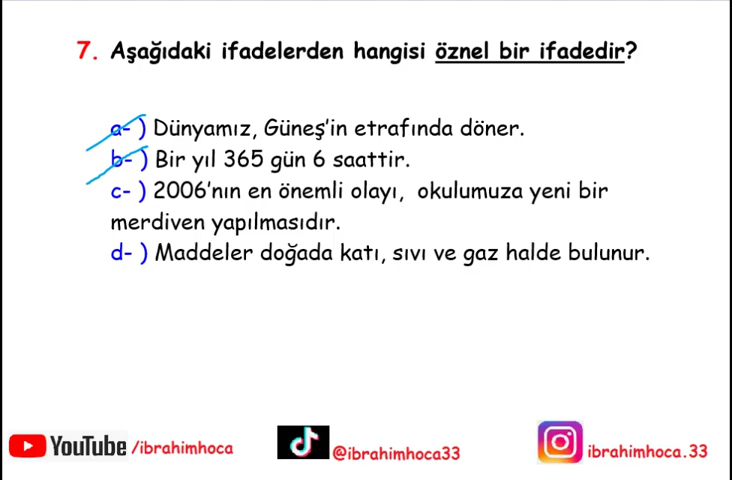 7. Aşağıdaki ifadelerden hangisi öznel bir ifadedir?
a- ) Dünyamız, Güneş'in etrafında döner.
b- ) Bir yıl 365 gün 6 saattir.
c- ) 2006'nın en önemli olayı, okulumuza yeni bir
merdiven yapılmasıdır.
d- ) Maddeler doğada katı, sıvı ve gaz halde bulunur.
YouTube /ibrahimhoca
@ibrahimhoca33
ibrahimhoca.33